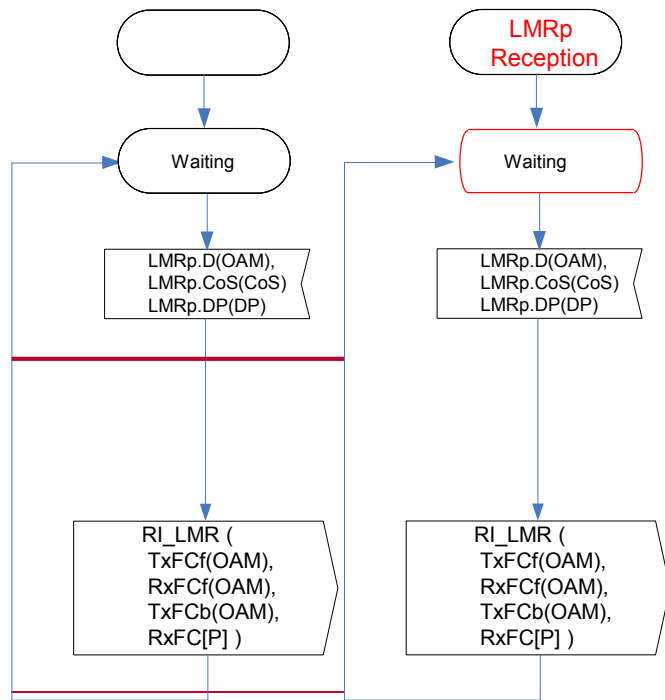 LMRp
Reception
Waiting
Waiting
LMRp.D(OAM),
LMRp.CoS(CoS)
LMRp.DP(DP)
LMRp.D(OAM),
LMRp.CoS(CoS)
LMRp.DP(DP)
RI_LMR (
TxFCf(OAM),
RxFCf(OAM),
TxFCb(OAM),
RxFC[P] )
RI_LMR (
TxFCf(OAM),
RxFCf(OAM),
TxFCb(OAM),
RxFC[P] )